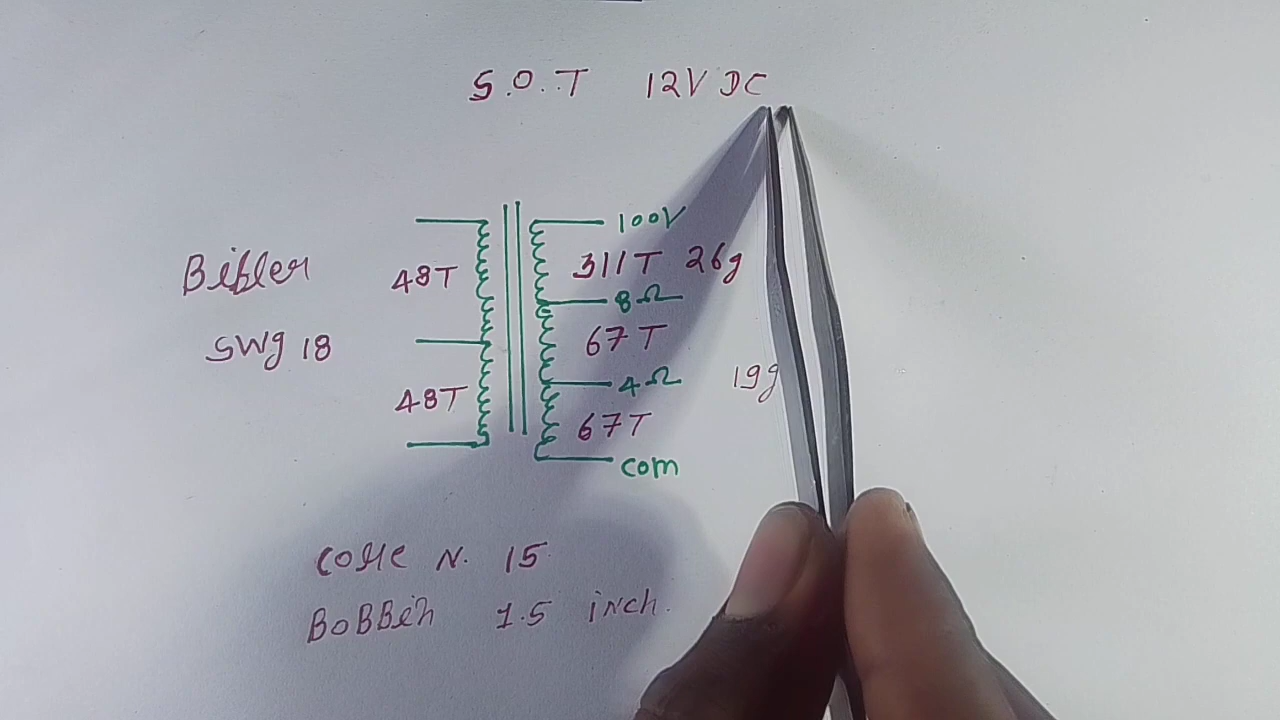 S.O.T 12V DC
100V
Bifler 48T 311T 26g
8Ω
SWg 18 67T
4Ω 19g
48T 67T
com
Core N. 15
BoBBin 1.5 inch.